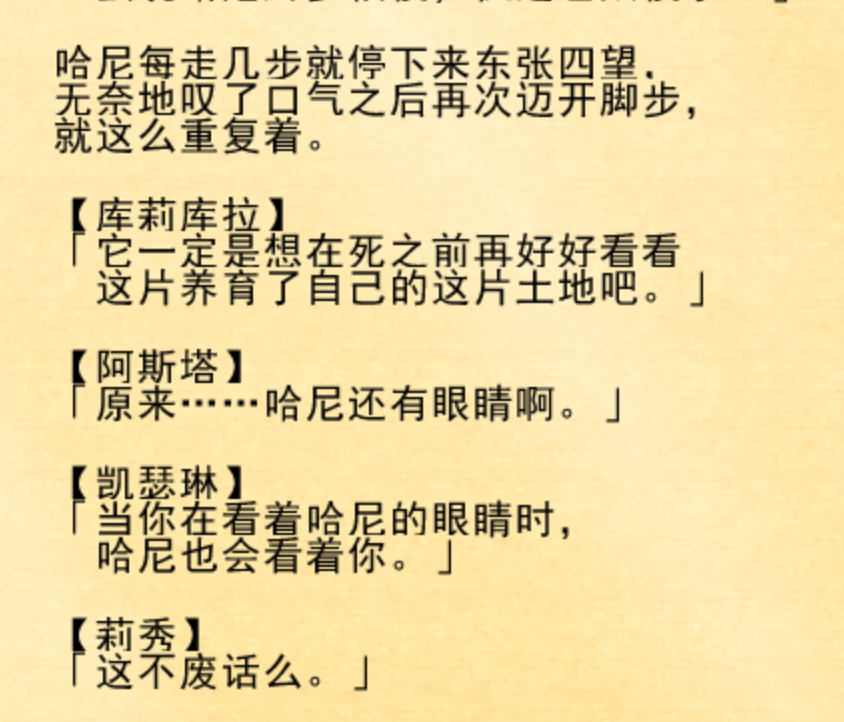 哈尼每走几步就停下来东张四望,
无奈地叹了口气之后再次迈开脚步,
就这么重复着。
【库莉库拉】
「它一定是想在死之前再好好看看
这片养育了自己的这片土地吧。」
【阿斯塔】
「原来……哈尼还有眼睛啊。」
【凯瑟琳】
「当你在看着哈尼的眼睛时,
哈尼也会看着你。」
【莉秀】
「这不废话么。」